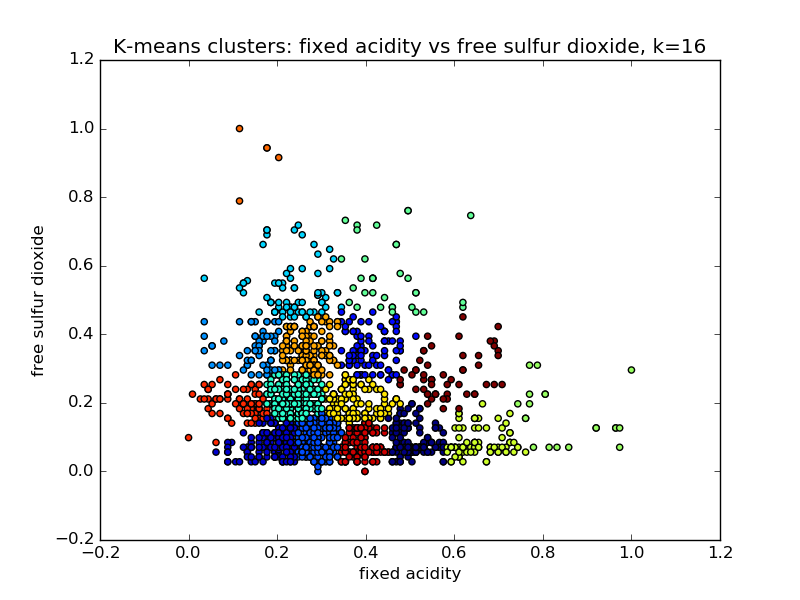 K-means clusters: fixed acidity vs free sulfur dioxide, k=16
1.2
1.0
0.8
0.6
0.4
0.2
0.0
−0.2
free sulfur dioxide
−0.2 0.0 0.2 0.4 0.6 0.8 1.0 1.2
fixed acidity